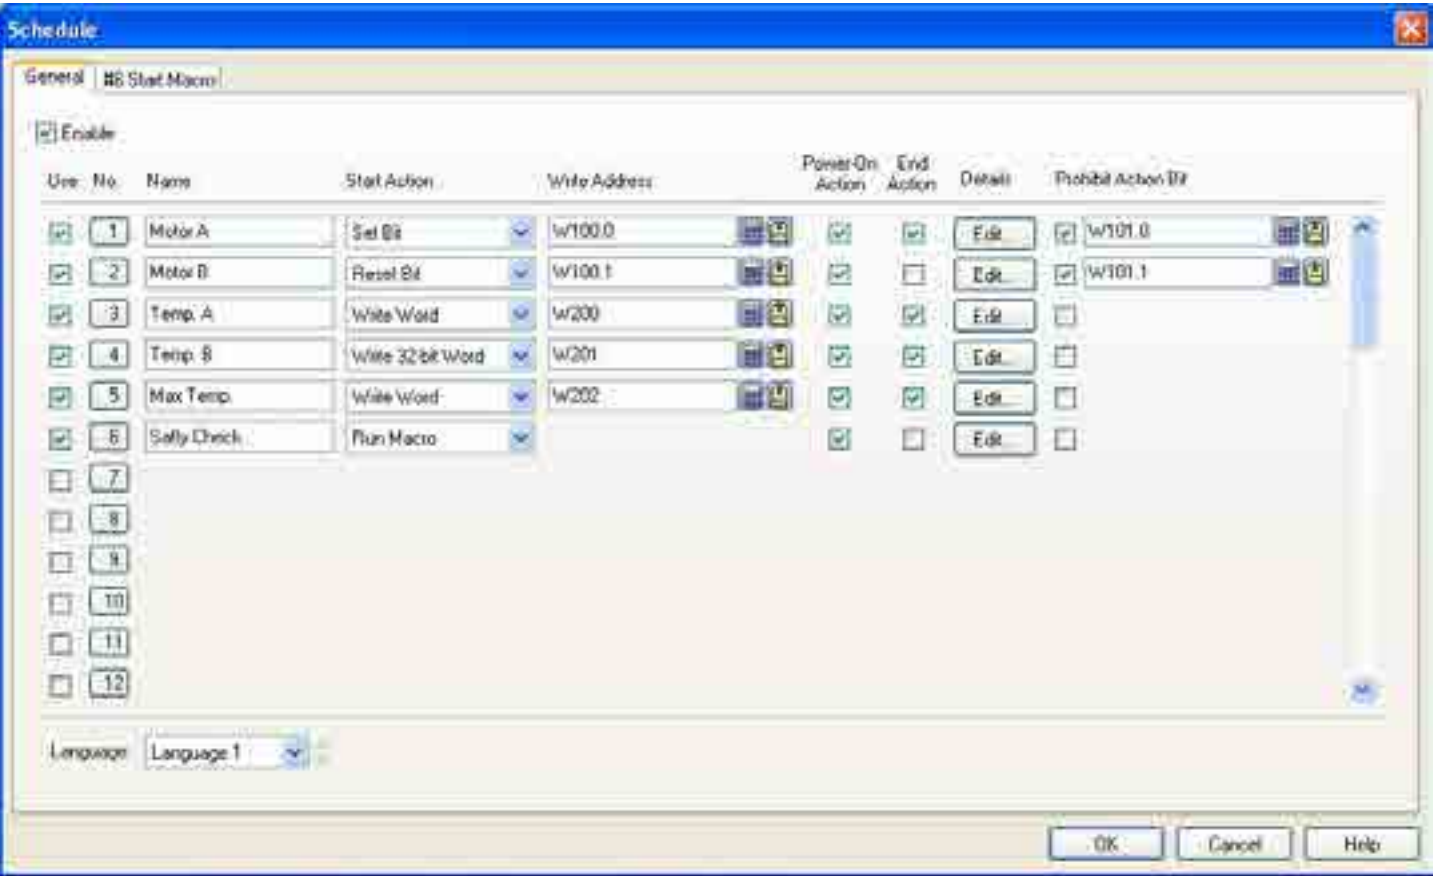 Schedule
General #6 Start Macro
Enable
Use No. Name Start Action Write Address Power-On Action End Action Details Prohibit Action Bit
1 Motor A Set Bit W100.0 Edit... W101.0
2 Motor B Reset Bit W100.1 Edit... W101.1
3 Temp. A Write Word W200 Edit...
4 Temp. B Write 32-bit Word W201 Edit...
5 Max Temp. Write Word W202 Edit...
6 Check Run Macro Edit...
7
8
9
10
11
12
Language: Language 1
OK Cancel Help